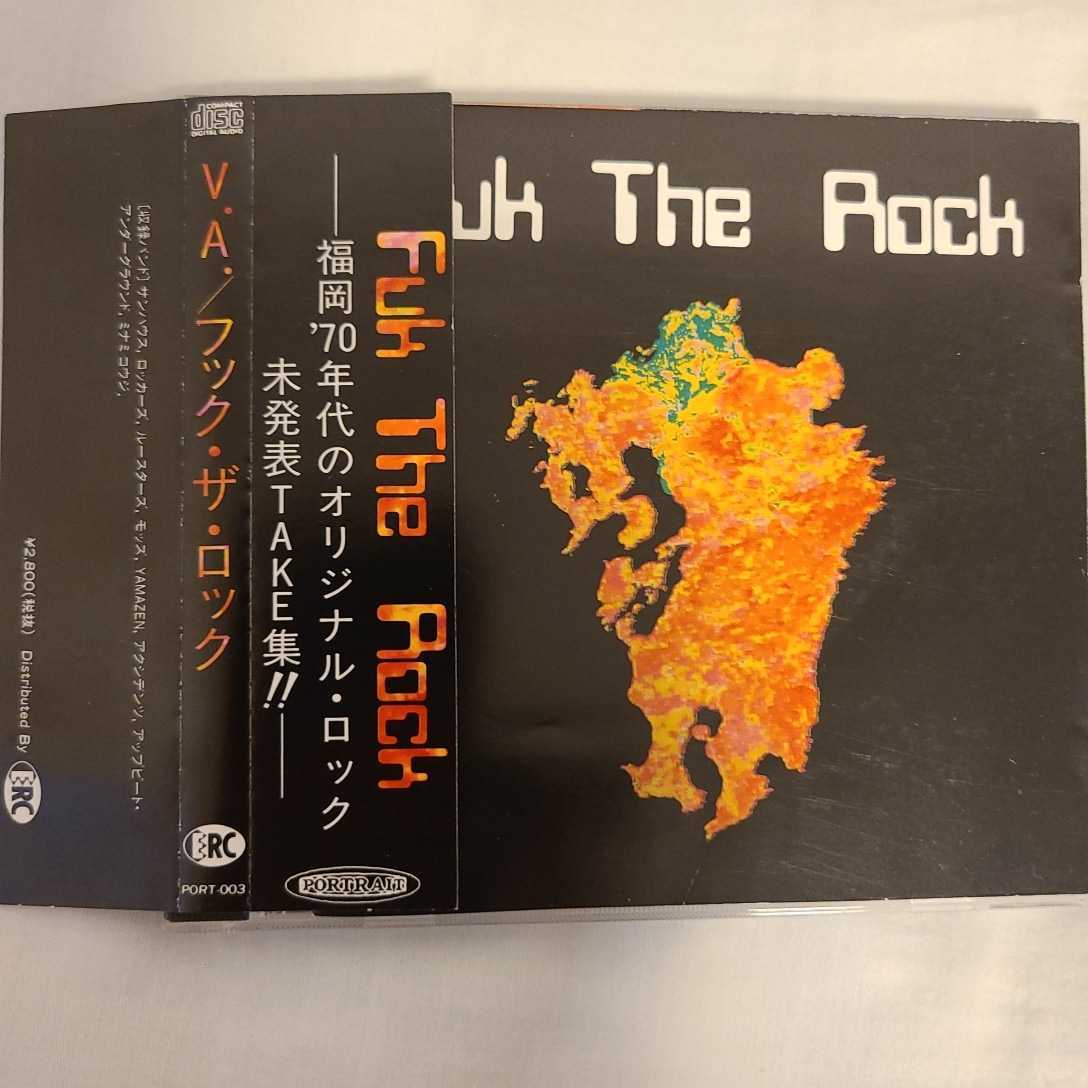 COMPACT
disc
DIGITAL AUDIO
V.A./フック・ザ・ロック
ERC
PORT-003
Fuk The Rock
福岡'70年代のオリジナル・ロック
未発表TAKE集!!
PORTRAIT
uk The Rock
[収録バンド] サンハウス, ロッカーズ, ルースターズ, モッズ, YAMAZEN, アクシデンツ, アップビート・
アンダーグラウンド, ミナミコウジ,
¥2,800(税抜) Distributed By ERC